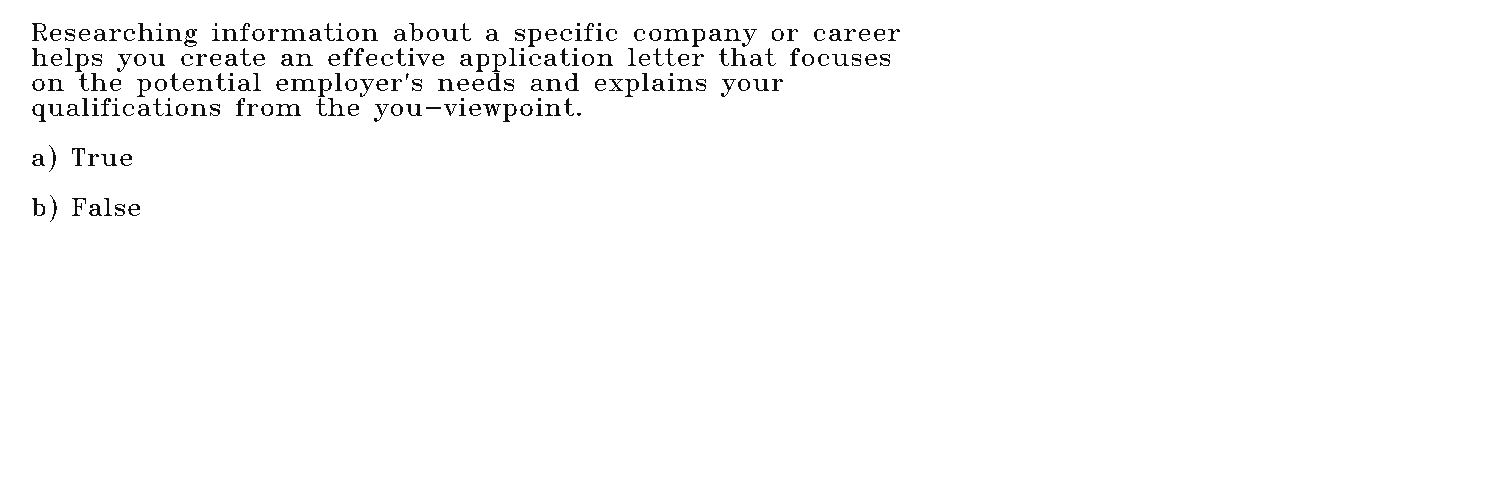 Researching information about a specific company or career
helps you create an effective application letter that focuses
on the potential employer's needs and explains your
qualifications from the you-viewpoint.
a) True
b) False